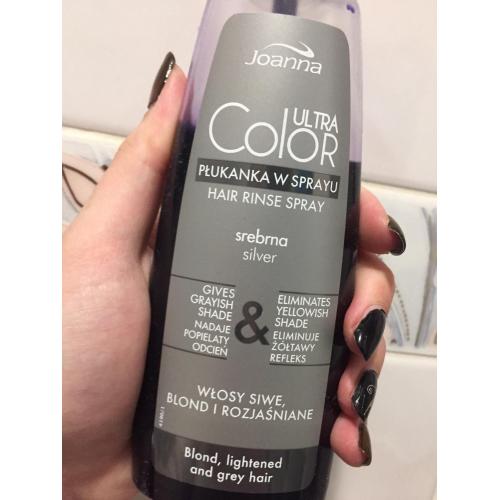 Joanna
ULTRA
ColoR
PŁUKANKA W SPRAYU
HAIR RINSE SPRAY
srebrna
silver
GIVES
GRAYISH
SHADE
NADAJE
POPIELATY
ODCIEŃ
&
ELIMINATES
YELLOWISH
SHADE
ELIMINUJE
ŻÓŁTAWY
REFLEKS
WŁOSY SIWE,
BLOND I ROZJAŚNIANE
Blond, lightened
and grey hair